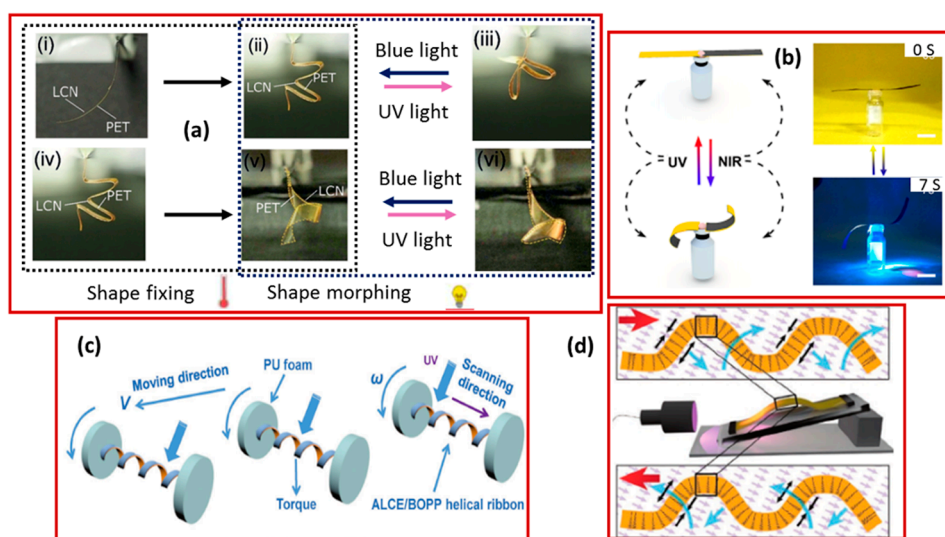 (i)
LCN
PET
(a)
(ii)
PET
LCN
Blue light
UV light
(iii)
(iv)
LCN
PET
(v)
LCN
PET
Blue light
UV light
(vi)
Shape fixing
Shape morphing
(b)
UV
NIR
0 S
7 S
(c)
Moving direction
V
PU foam
Torque
ω
UV
Scanning
direction
ALCE/BOPP helical ribbon
(d)